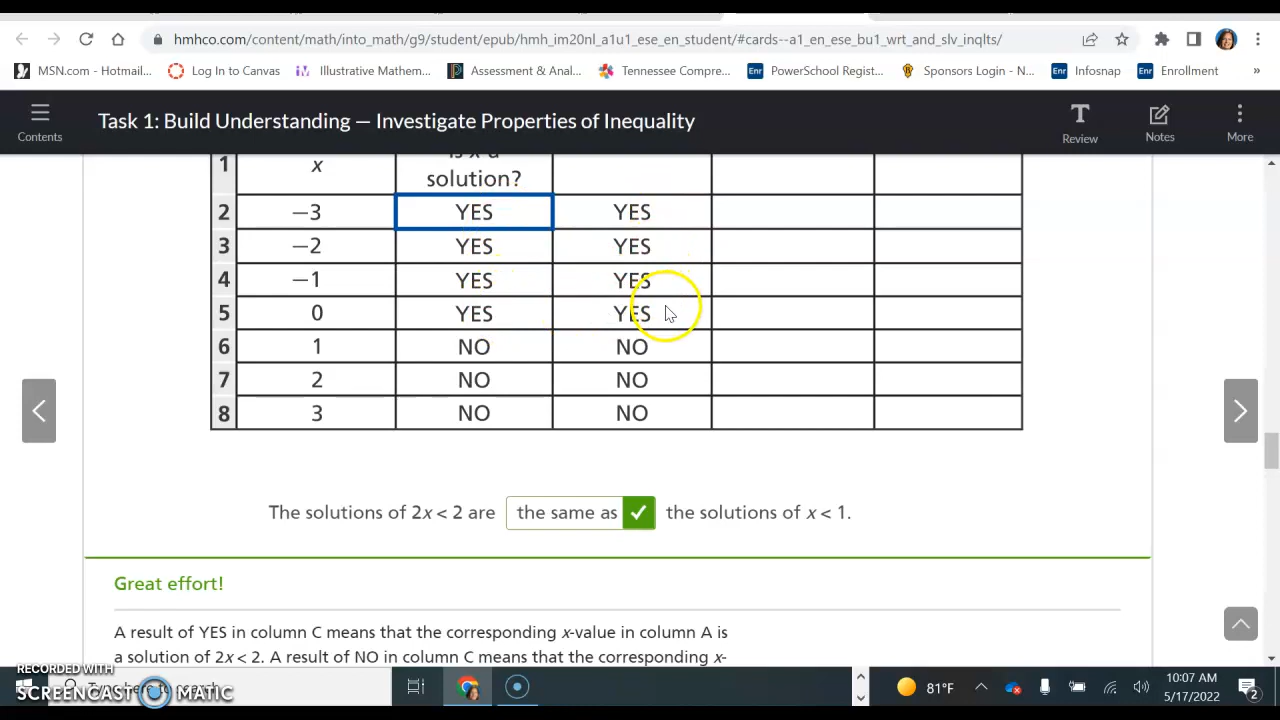 hmhco.com/content/math/into_math/g9/student/epub/hmh_im20nl_a1u1_ese_en_student/#cards--a1_en_ese_bu1_wrt_and_slv_inqlts/
MSN.com - Hotmail... Log In to Canvas Illustrative Mathem... Assessment & Anal... Tennessee Compre... Enr PowerSchool Regist... Sponsors Login - N... Enr Infosnap Enr Enrollment »
Contents Task 1: Build Understanding — Investigate Properties of Inequality T Review Notes More
1 x Is x a
solution?
2 −3 YES YES
3 −2 YES YES
4 −1 YES YES
5 0 YES YES
6 1 NO NO
7 2 NO NO
8 3 NO NO
The solutions of 2x < 2 are the same as ✓ the solutions of x < 1.
Great effort!
A result of YES in column C means that the corresponding x-value in column A is
a solution of 2x < 2. A result of NO in column C means that the corresponding x-
RECORDED WITH
SCREENCAST MATIC
81°F 10:07 AM
5/17/2022
2